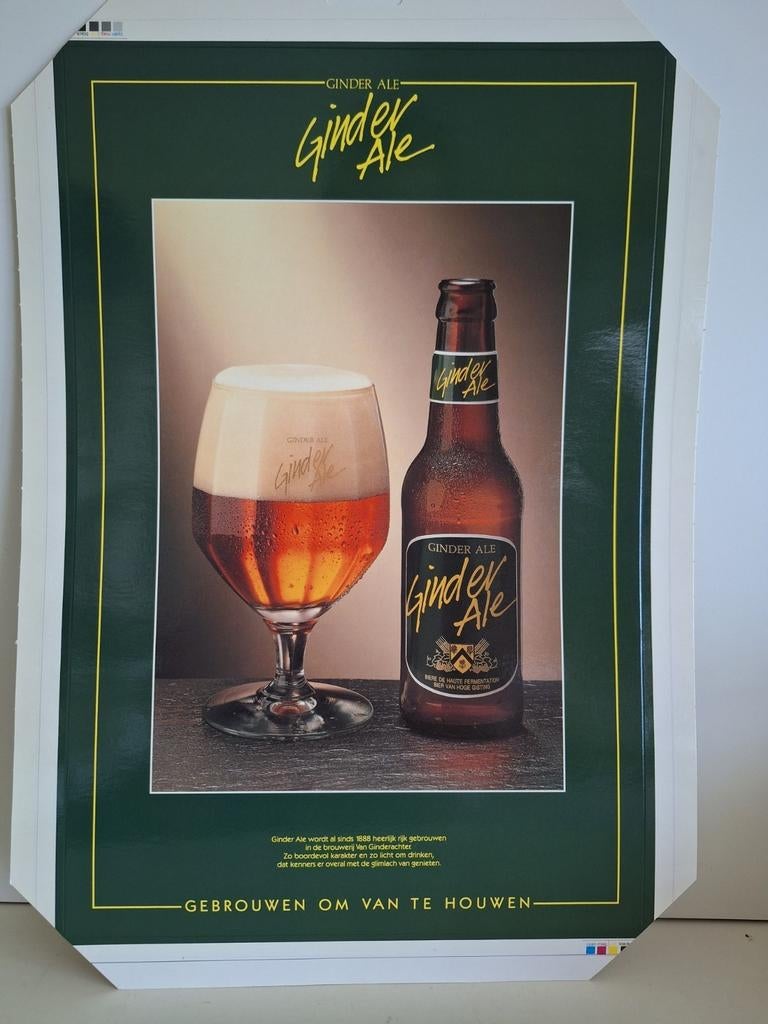 GINDER ALE
Ginder
Ale
Ginder
Ale
GINDER ALE
Ginder
Ale
GINDER ALE
Ginder
Ale
BIERE DE HAUTE FERMENTATION
BIER VAN HOGE GISTING
Ginder Ale wordt al sinds 1888 heerlijk rijk gebrouwen
in de brouwerij Van Ginderachter.
Zo boordevol karakter en zo licht om drinken,
dat kenners er overal met de glimlach van genieten.
GEBROUWEN OM VAN TE HOUWEN